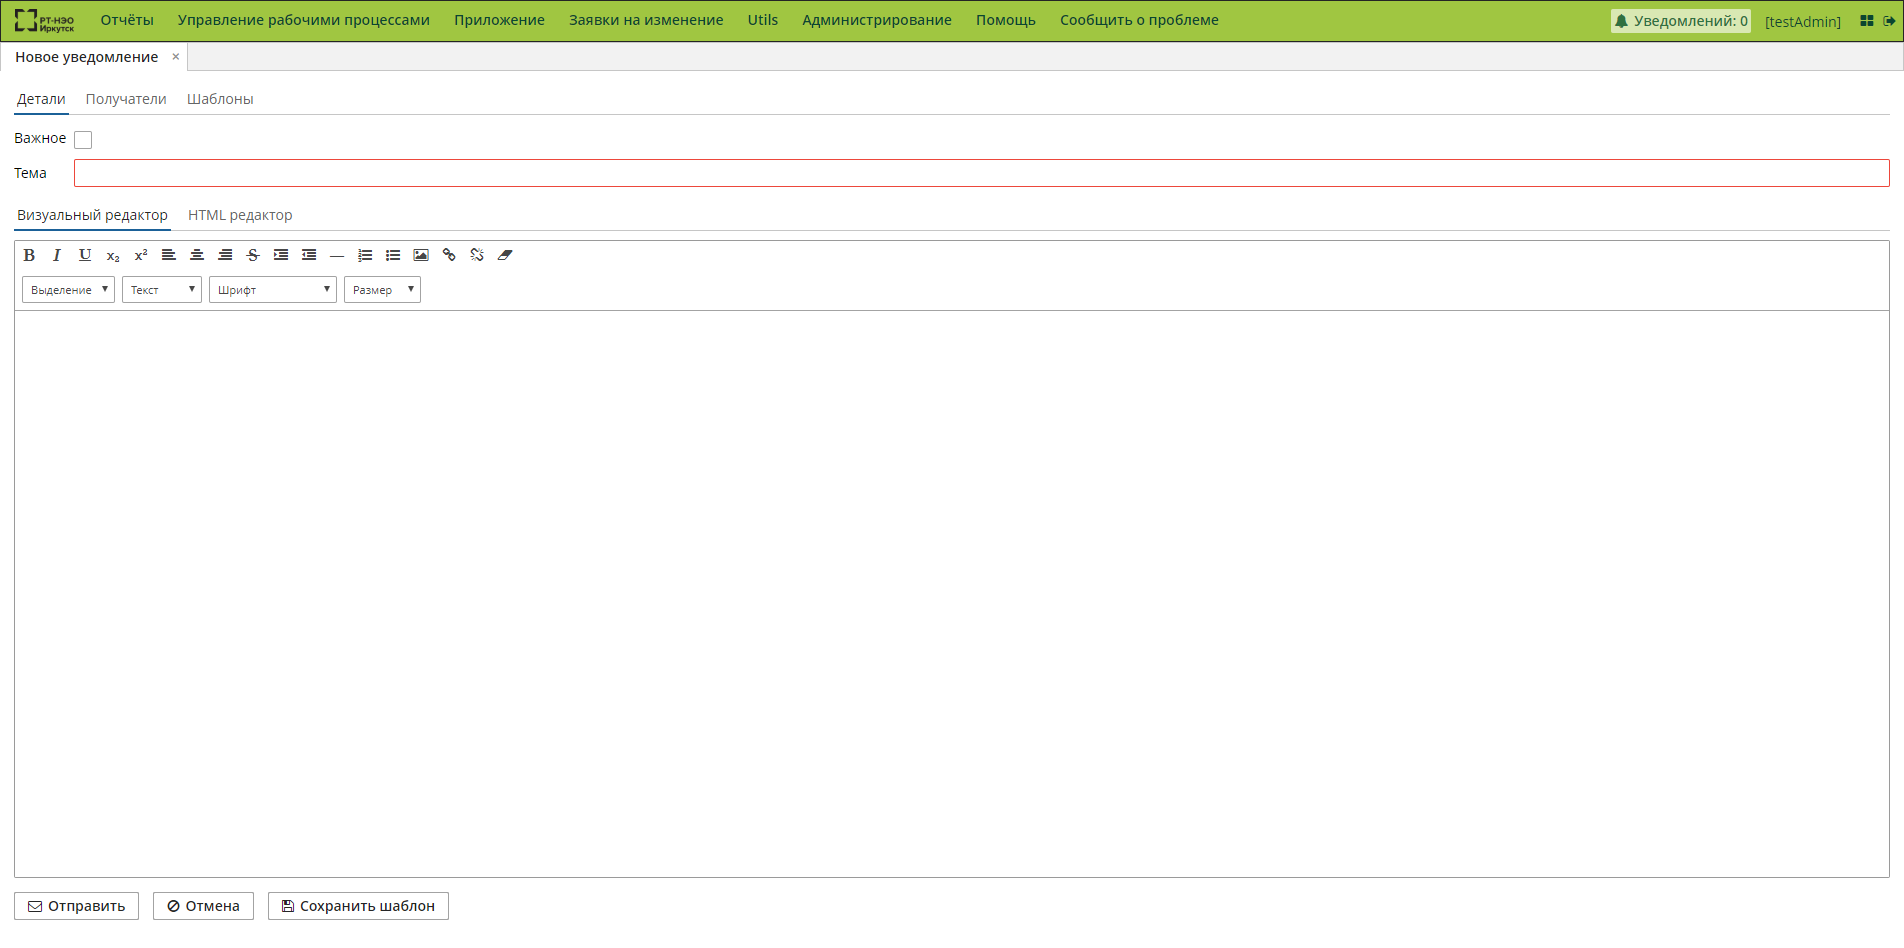 РТ-НЭО Иркутск Отчёты Управление рабочими процессами Приложение Заявки на изменение Utils Администрирование Помощь Сообщить о проблеме Уведомлений: 0 [testAdmin]
Новое уведомление ×
Детали Получатели Шаблоны
Важное
Тема
Визуальный редактор HTML редактор
B I U x₂ x² S
Выделение Текст Шрифт Размер
Отправить Отмена Сохранить шаблон